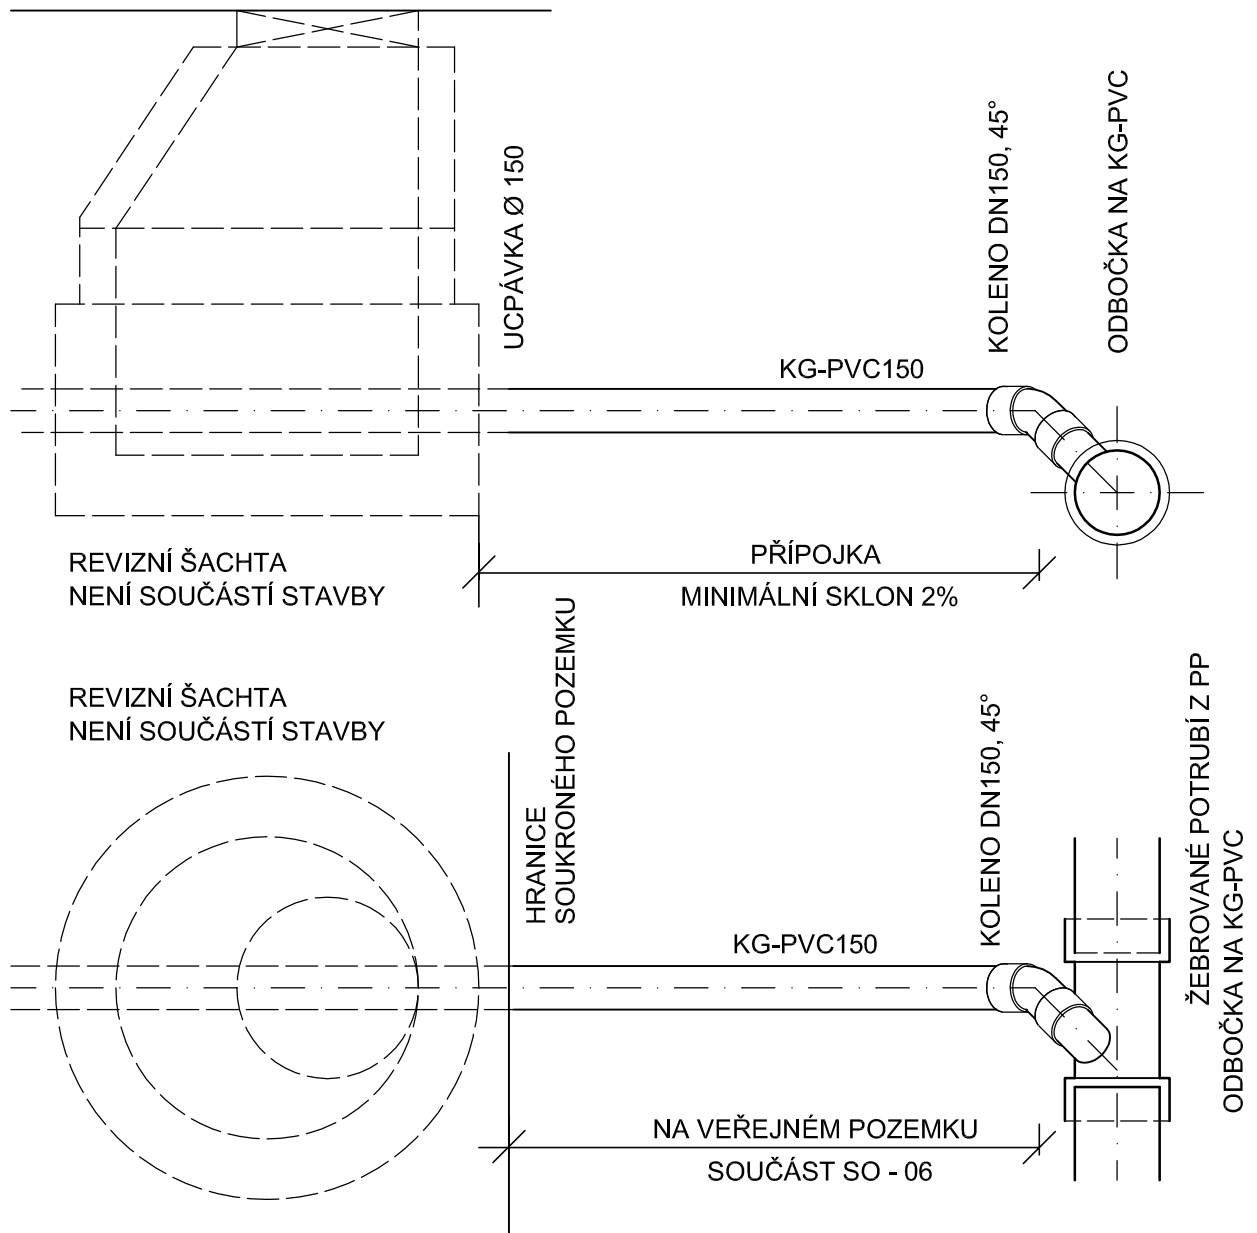 UCPÁVKA Ø 150
KOLENO DN150, 45°
ODBOČKA NA KG-PVC
KG-PVC150
REVIZNÍ ŠACHTA
NENÍ SOUČÁSTÍ STAVBY
PŘÍPOJKA
MINIMÁLNÍ SKLON 2%
REVIZNÍ ŠACHTA
NENÍ SOUČÁSTÍ STAVBY
HRANICE
SOUKRONÉHO POZEMKU
KG-PVC150
KOLENO DN150, 45°
ŽEBROVANÉ POTRUBÍ Z PP
ODBOČKA NA KG-PVC
NA VEŘEJNÉM POZEMKU
SOUČÁST SO - 06